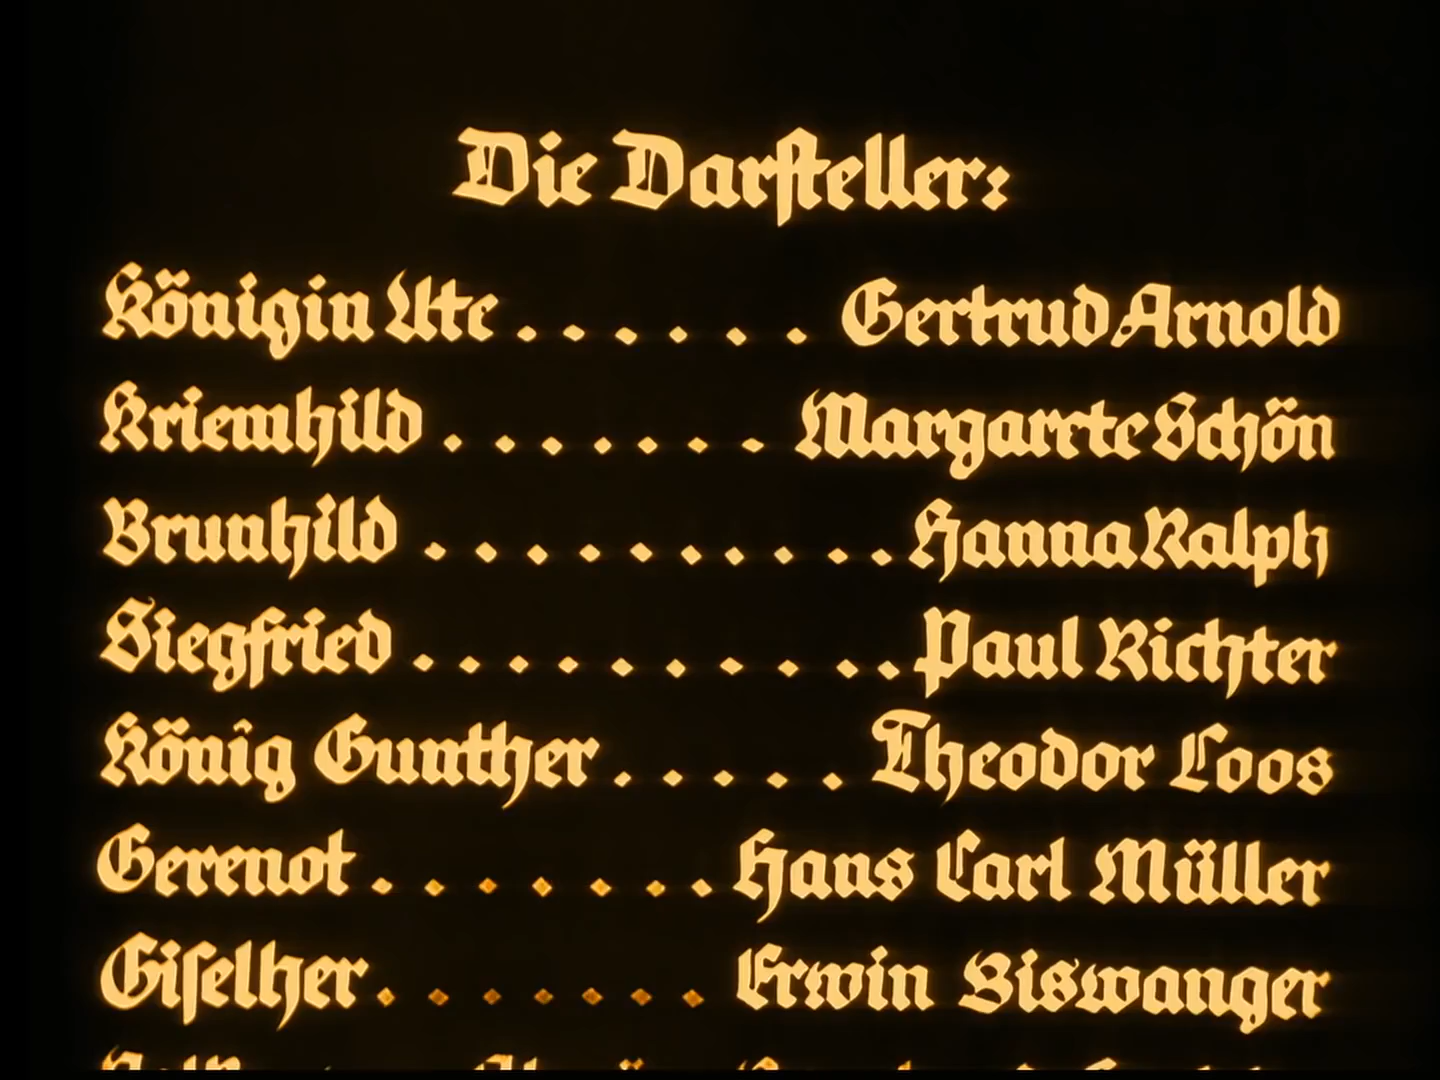 Die Darsteller:
Königin Ute . . . . . . Gertrud Arnold
Kriemhild . . . . . . . Margarete Schön
Brunhild . . . . . . . . . . Hanna Ralph
Siegfried . . . . . . . . . . Paul Richter
König Gunther . . . . . Theodor Loos
Gerenot . . . . . . . Hans Carl Müller
Giselher . . . . . . . Erwin Biswanger